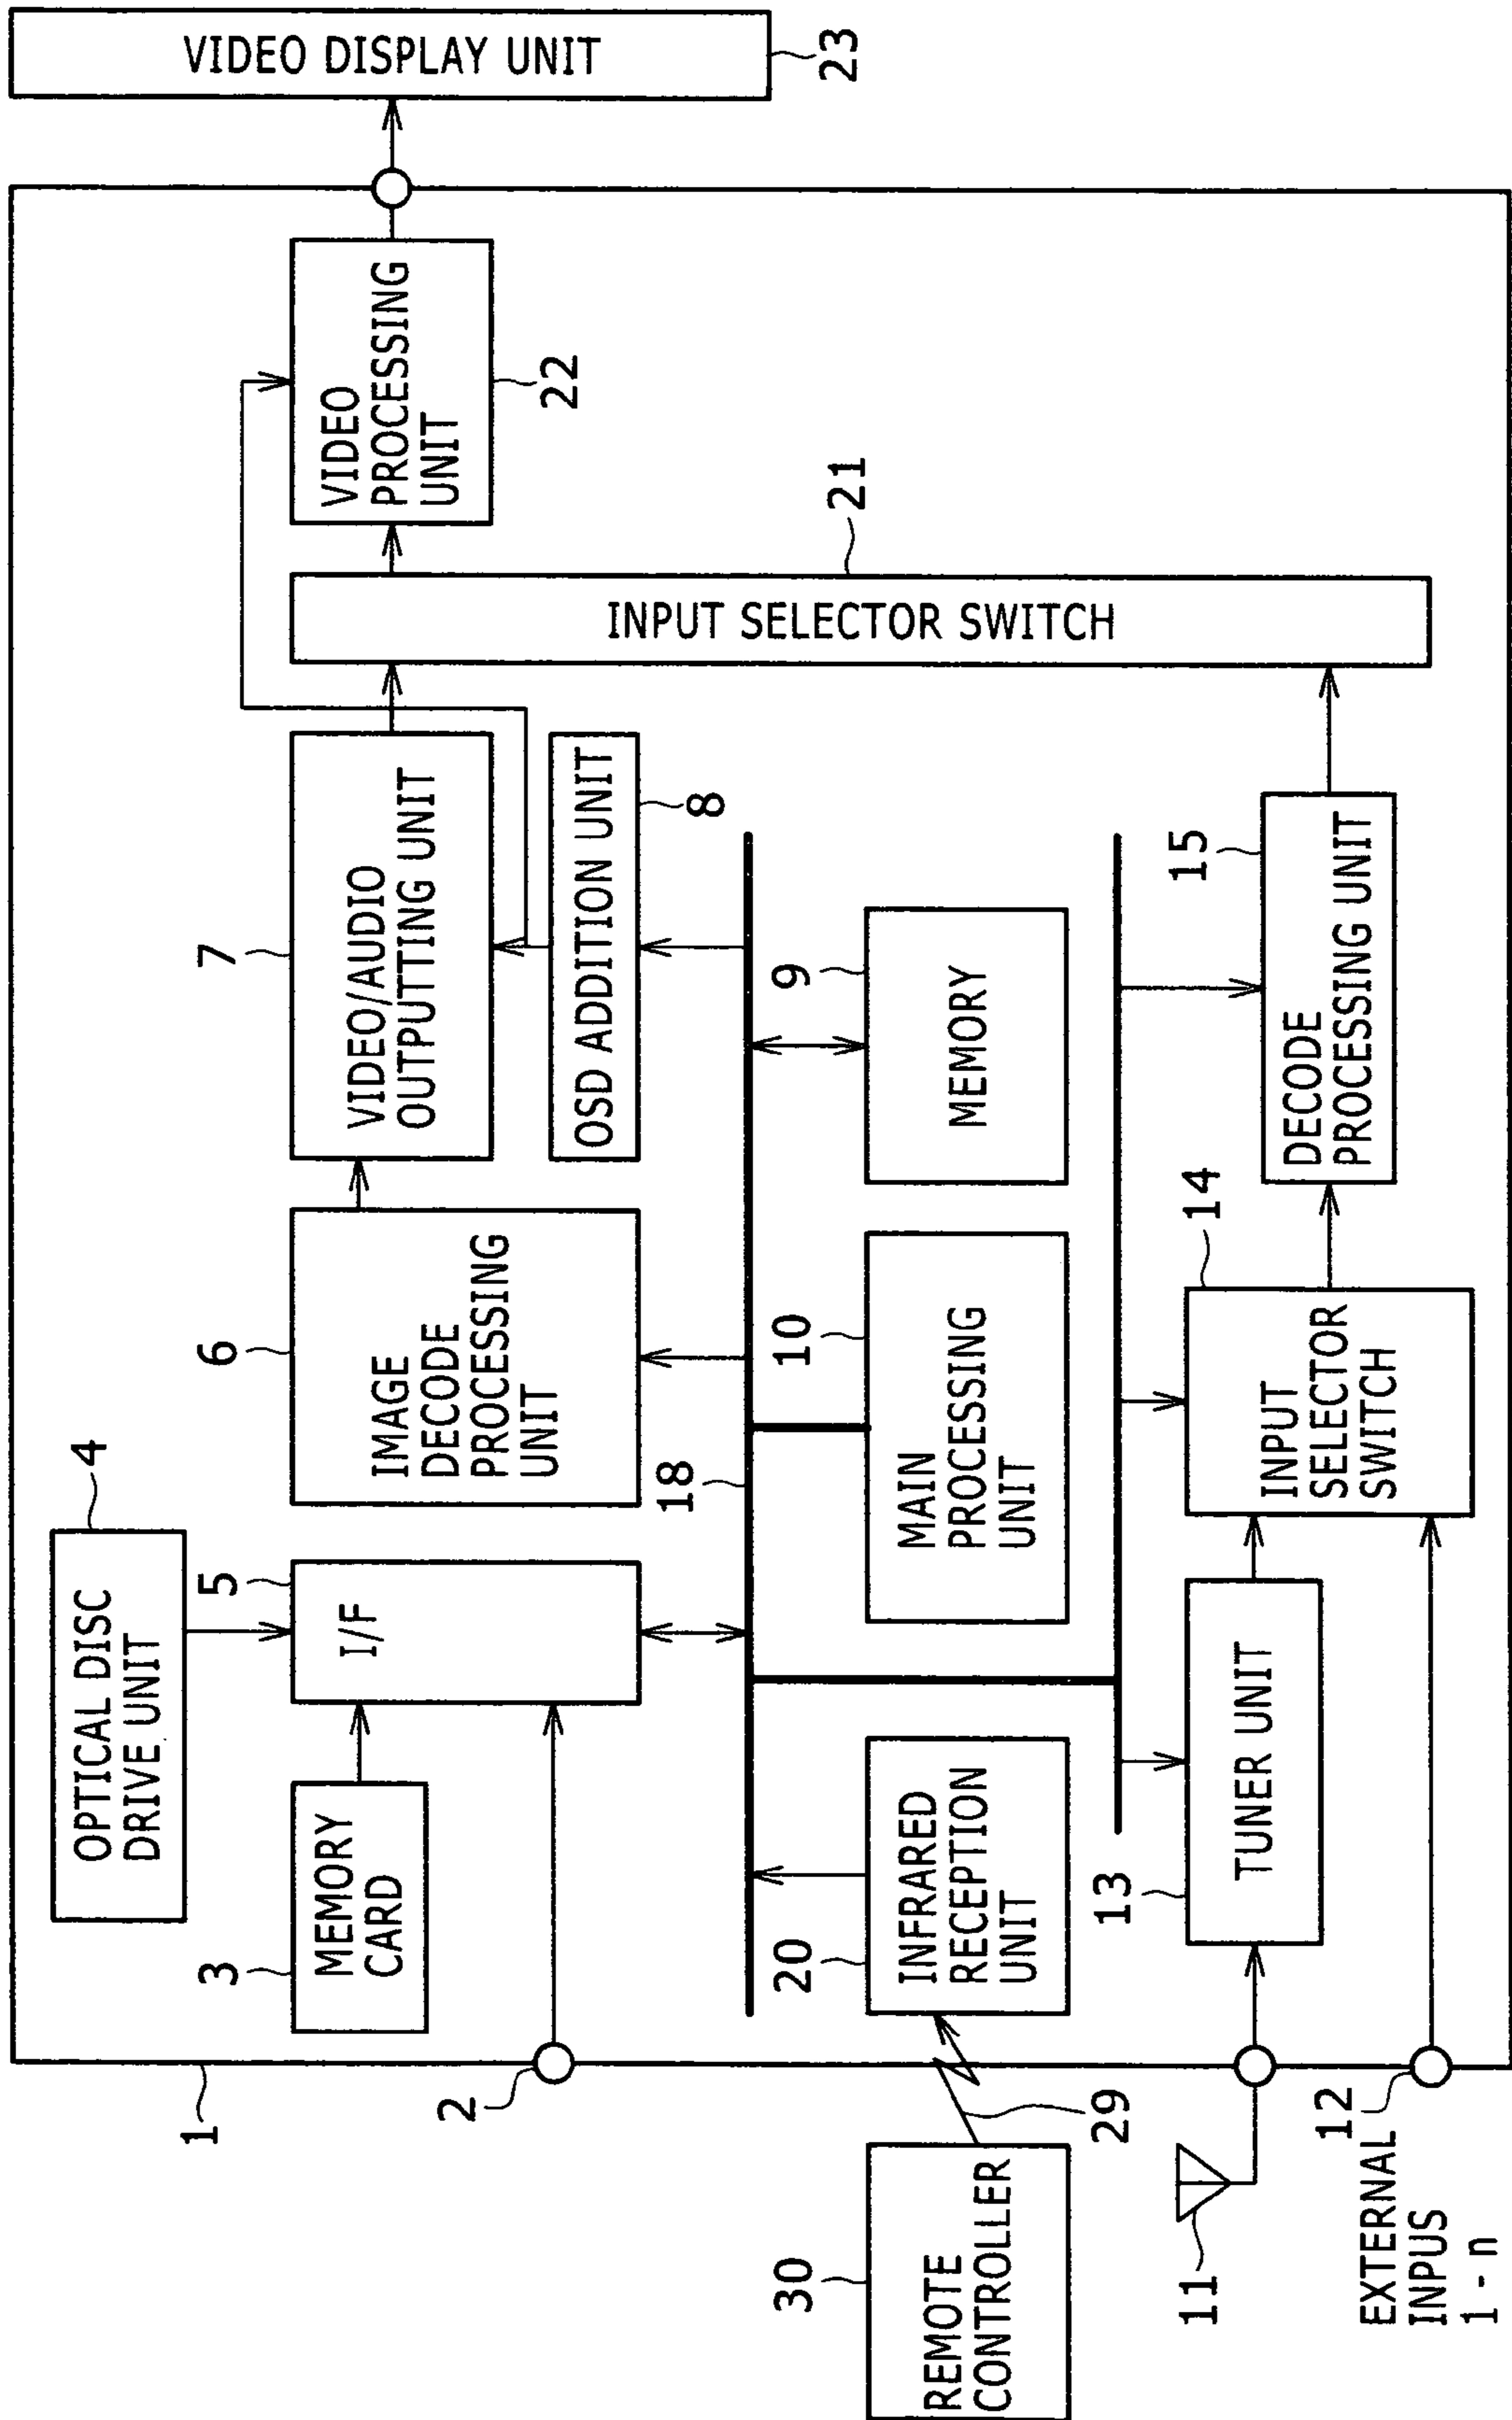 1
2
3
MEMORY
CARD
4
OPTICAL DISC
DRIVE UNIT
5
I/F
6
IMAGE
DECODE
PROCESSING
UNIT
7
VIDEO/AUDIO
OUTPUTTING UNIT
OSD ADDITION UNIT
8
VIDEO
PROCESSING
UNIT
22
VIDEO DISPLAY UNIT
23
INPUT SELECTOR SWITCH
21
18
30
REMOTE
CONTROLLER
29
20
INFRARED
RECEPTION
UNIT
10
MAIN
PROCESSING
UNIT
9
MEMORY
11
13
TUNER UNIT
14
INPUT
SELECTOR
SWITCH
15
DECODE
PROCESSING UNIT
12
EXTERNAL
INPUS
1 - n